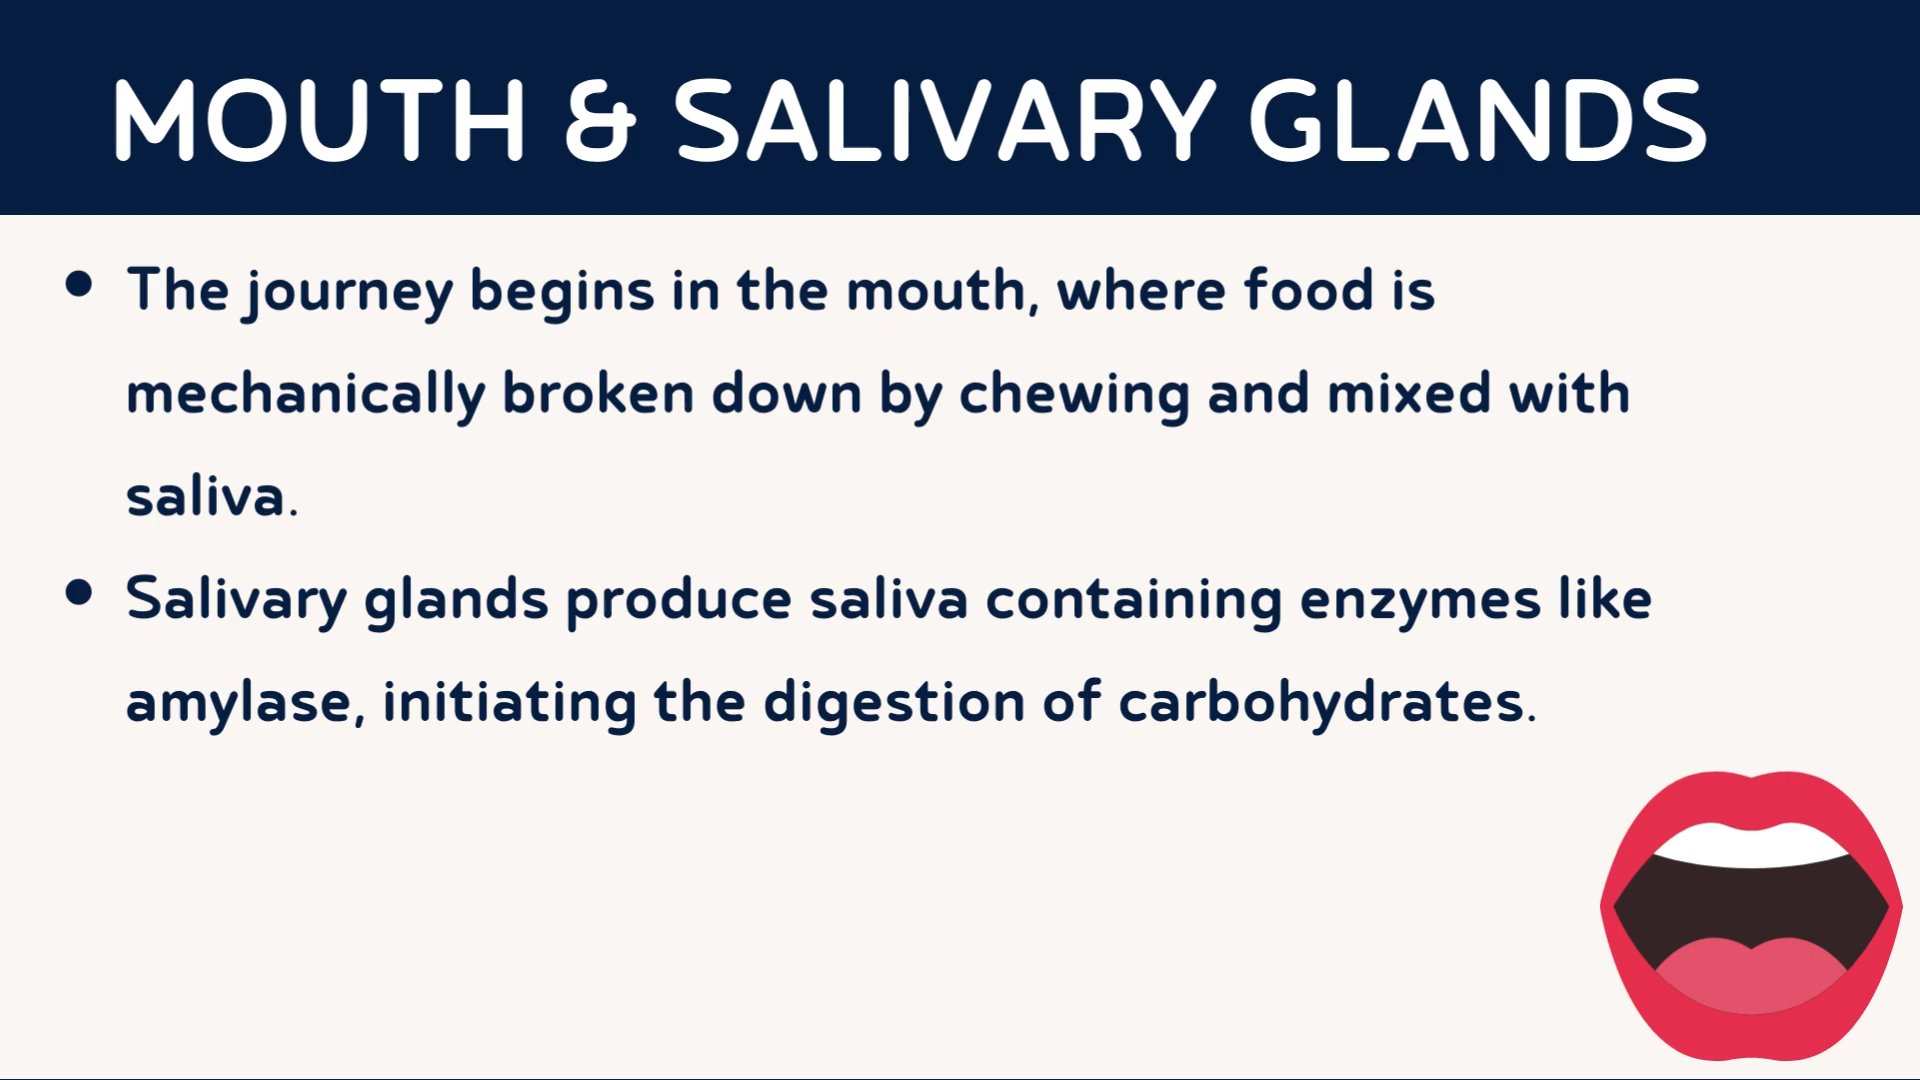 MOUTH & SALIVARY GLANDS
• The journey begins in the mouth, where food is
mechanically broken down by chewing and mixed with
saliva.
• Salivary glands produce saliva containing enzymes like
amylase, initiating the digestion of carbohydrates.